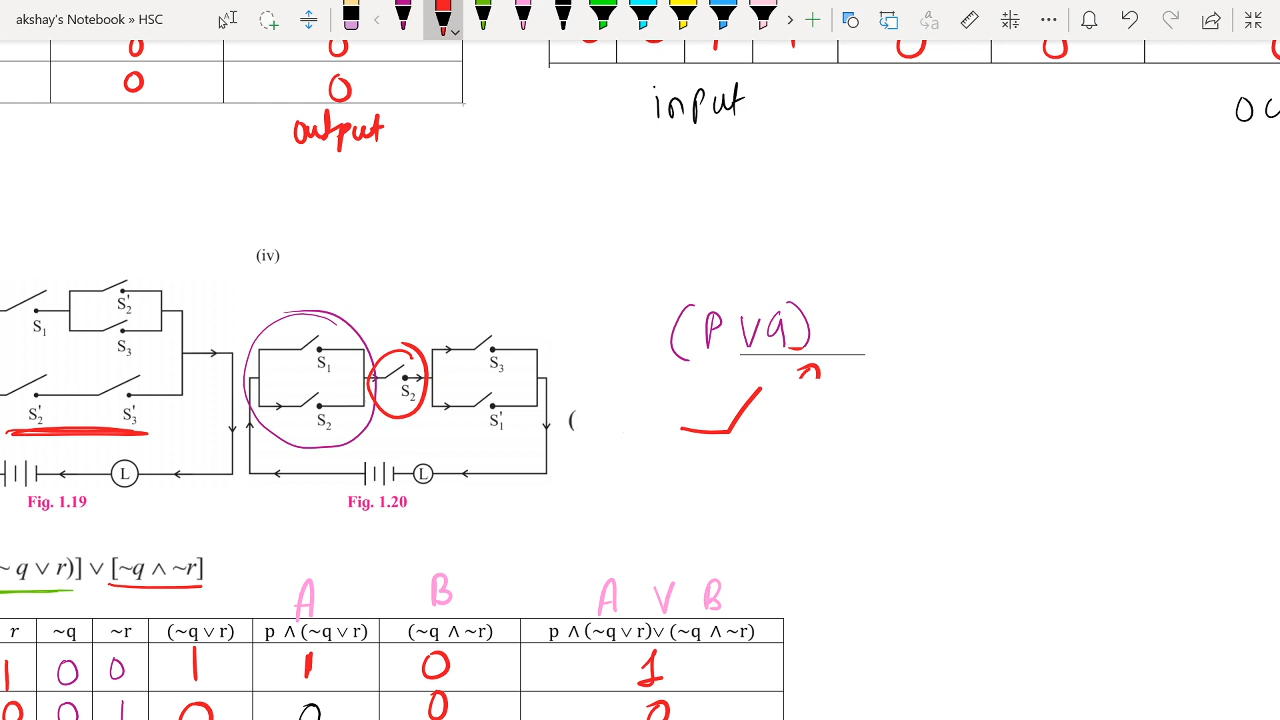 akshay's Notebook » HSC
0 0
0 0
output
input
(iv)
S'2
S1
S3
S'2 S'3
L
Fig. 1.19
S1
S2
S2
S3
S'1
L
Fig. 1.20
(
(p ∨ q)
~ q ∨ r)] ∨ [~q ∧ ~r]
A B A ∨ B
r ~q ~r (~q ∨ r) p ∧ (~q ∨ r) (~q ∧ ~r) p ∧ (~q ∨ r)∨ (~q ∧ ~r)
1 0 0 1 1 0 1
0 0 1 0 0 0 0